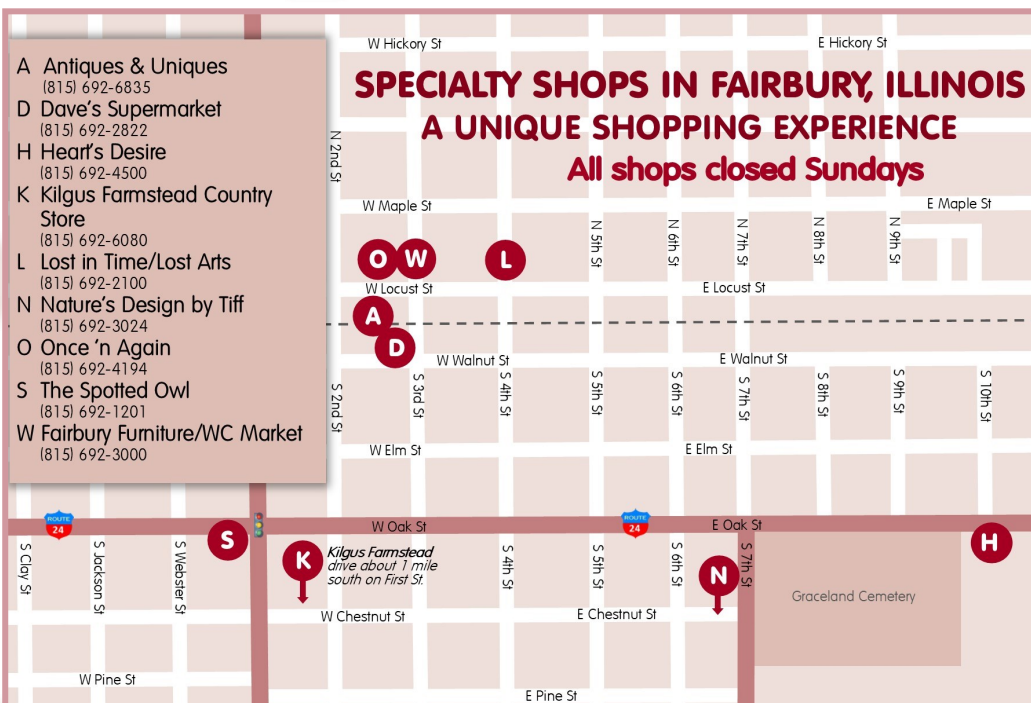 W Hickory St
E Hickory St
SPECIALTY SHOPS IN FAIRBURY, ILLINOIS
A UNIQUE SHOPPING EXPERIENCE
All shops closed Sundays
A Antiques & Uniques
(815) 692-6835
D Dave's Supermarket
(815) 692-2822
H Heart's Desire
(815) 692-4500
K Kilgus Farmstead Country
Store
(815) 692-6080
L Lost in Time/Lost Arts
(815) 692-2100
N Nature's Design by Tiff
(815) 692-3024
O Once 'n Again
(815) 692-4194
S The Spotted Owl
(815) 692-1201
W Fairbury Furniture/WC Market
(815) 692-3000
N 2nd St
W Maple St
E Maple St
N 5th St
N 6th St
N 7th St
N 8th St
N 9th St
O
W
L
W Locust St
E Locust St
A
D
W Walnut St
E Walnut St
S 2nd St
S 3rd St
S 4th St
S 5th St
S 6th St
S 7th St
S 8th St
S 9th St
S 10th St
W Elm St
E Elm St
ROUTE
24
W Oak St
ROUTE
24
E Oak St
S
H
K
Kilgus Farmstead
drive about 1 mile
south on First St.
N
S Clay St
S Jackson St
S Webster St
S 4th St
S 5th St
S 6th St
S 7th St
Graceland Cemetery
W Chestnut St
E Chestnut St
W Pine St
E Pine St